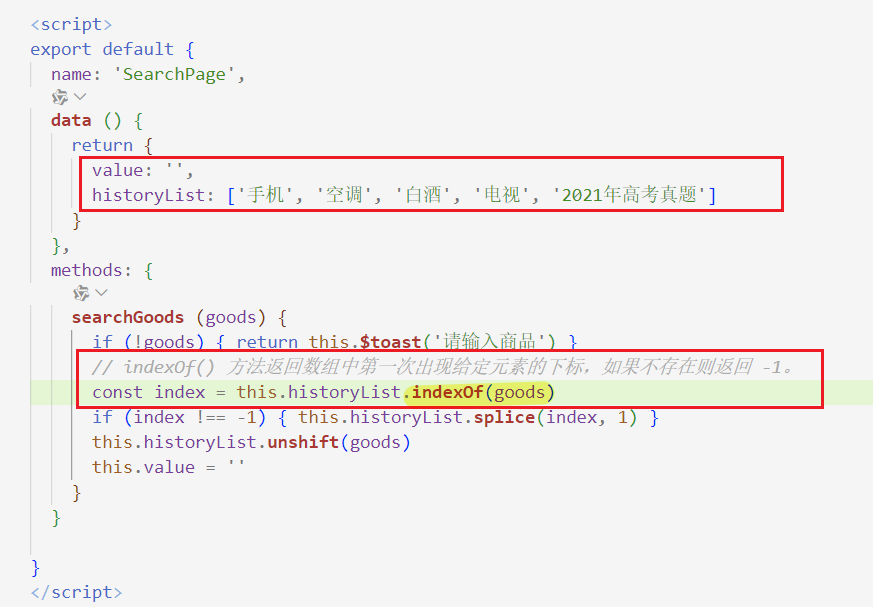 <script>
export default {
name: 'SearchPage',
data () {
return {
value: '',
historyList: ['手机', '空调', '白酒', '电视', '2021年高考真题']
}
},
methods: {
searchGoods (goods) {
if (!goods) { return this.$toast('请输入商品') }
// indexOf() 方法返回数组中第一次出现给定元素的下标，如果不存在则返回 -1。
const index = this.historyList.indexOf(goods)
if (index !== -1) { this.historyList.splice(index, 1) }
this.historyList.unshift(goods)
this.value = ''
}
}
}
</script>